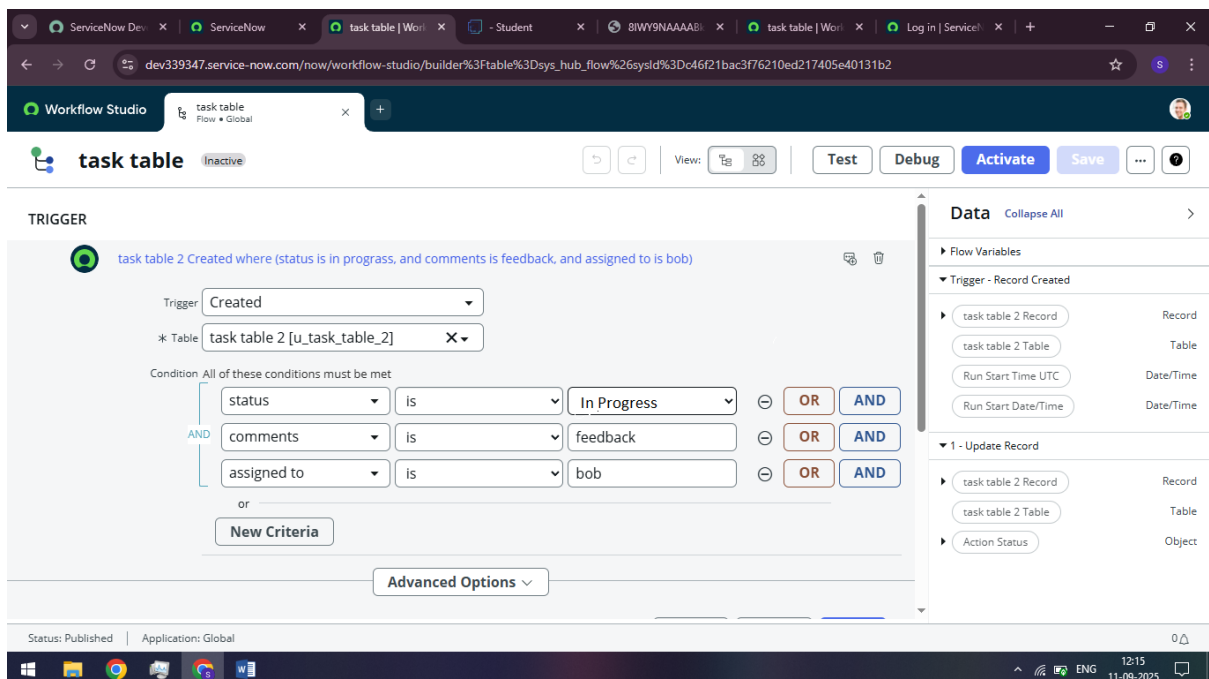 ServiceNow Dev
ServiceNow
task table | Work
- Student
8IWY9NAAAABk
task table | Work
Log in | ServiceN
dev339347.service-now.com/now/workflow-studio/builder%3Ftable%3Dsys_hub_flow%26sysId%3Dc46f21bac3f76210ed217405e40131b2
S
Workflow Studio
task table
Flow • Global
task table Inactive
View:
Test
Debug
Activate
Save
TRIGGER
task table 2 Created where (status is in prograss, and comments is feedback, and assigned to is bob)
Trigger Created
* Table task table 2 [u_task_table_2]
Condition All of these conditions must be met
status is In Progress OR AND
AND comments is feedback OR AND
assigned to is bob OR AND
or
New Criteria
Advanced Options
Data Collapse All
Flow Variables
Trigger - Record Created
task table 2 Record Record
task table 2 Table Table
Run Start Time UTC Date/Time
Run Start Date/Time Date/Time
1 - Update Record
task table 2 Record Record
task table 2 Table Table
Action Status Object
Status: Published | Application: Global
0
ENG
12:15
11-09-2025